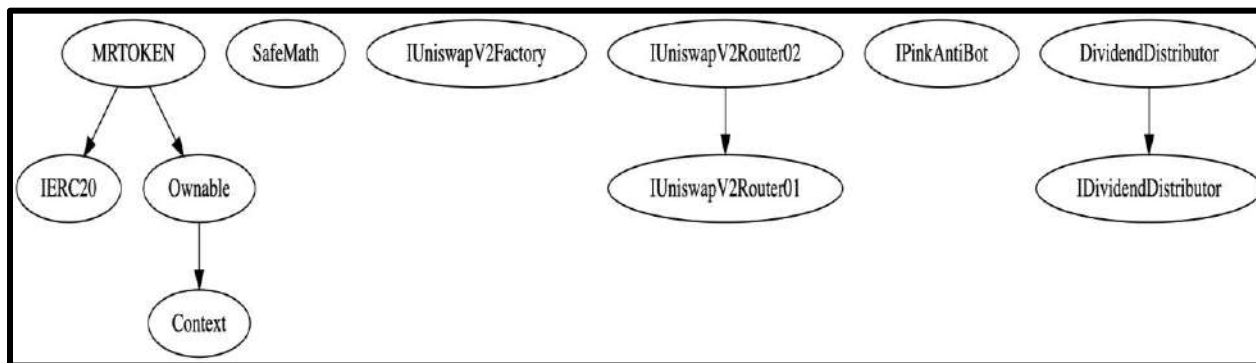 MRTOKEN
SafeMath
IUniswapV2Factory
IUniswapV2Router02
IPinkAntiBot
DividendDistributor
IERC20
Ownable
IUniswapV2Router01
IDividendDistributor
Context